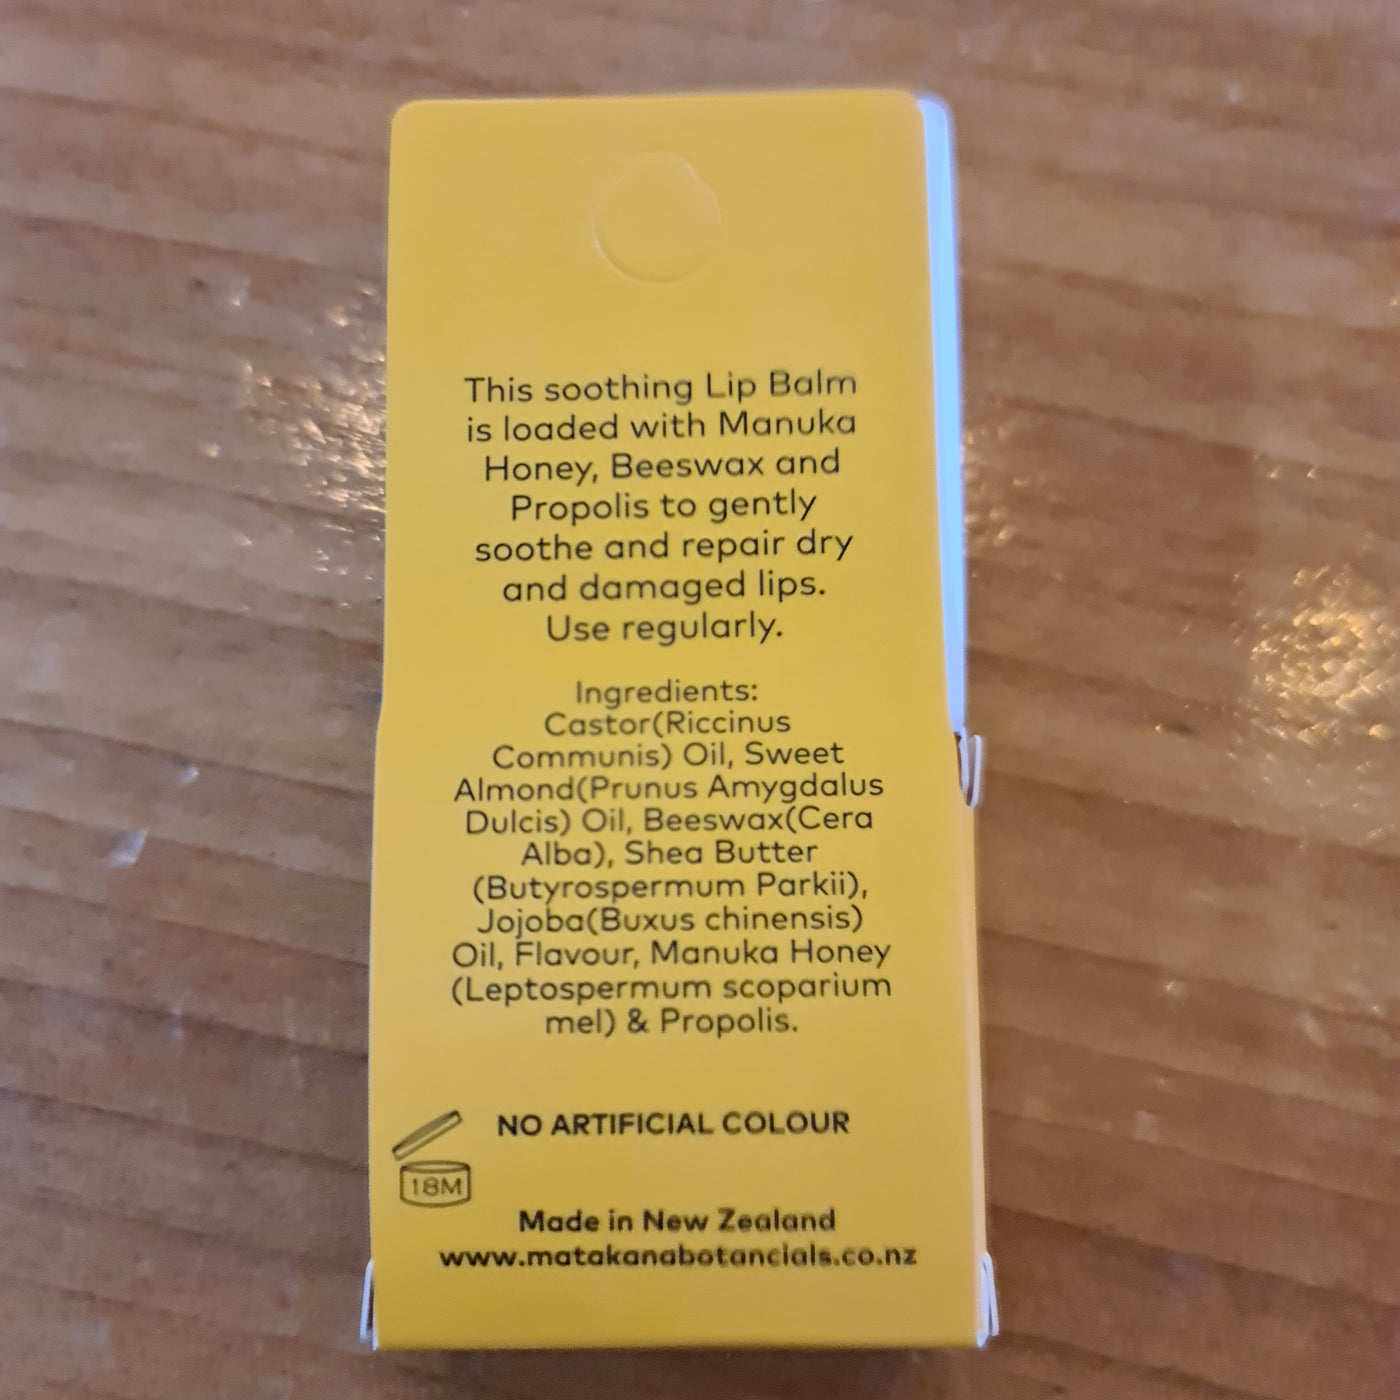 This soothing Lip Balm
is loaded with Manuka
Honey, Beeswax and
Propolis to gently
soothe and repair dry
and damaged lips.
Use regularly.
Ingredients:
Castor(Riccinus
Communis) Oil, Sweet
Almond(Prunus Amygdalus
Dulcis) Oil, Beeswax(Cera
Alba), Shea Butter
(Butyrospermum Parkii),
Jojoba(Buxus chinensis)
Oil, Flavour, Manuka Honey
(Leptospermum scoparium
mel) & Propolis.
NO ARTIFICIAL COLOUR
18M
Made in New Zealand
www.matakanabotancials.co.nz